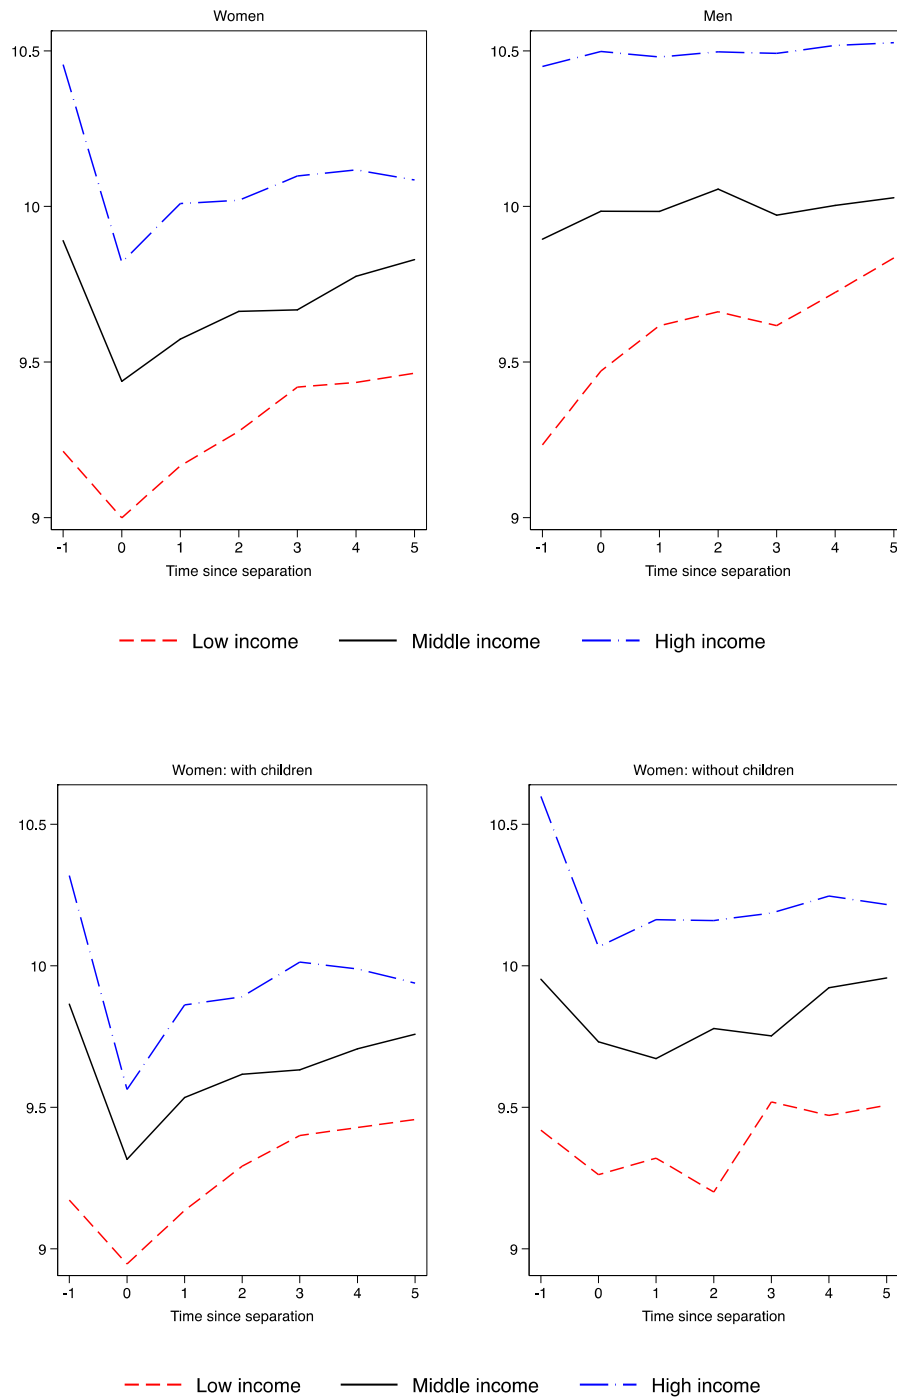 Women
Men
10.5
10
9.5
9
-1 0 1 2 3 4 5
Time since separation
10.5
10
9.5
9
-1 0 1 2 3 4 5
Time since separation
Low income Middle income High income
Women: with children
Women: without children
10.5
10
9.5
9
-1 0 1 2 3 4 5
Time since separation
10.5
10
9.5
9
-1 0 1 2 3 4 5
Time since separation
Low income Middle income High income